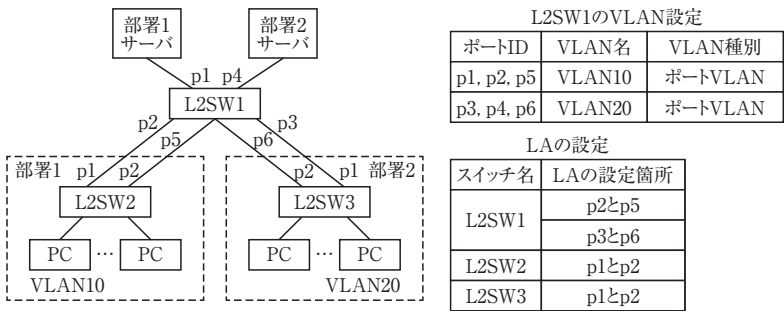 部署1
サーバ
部署2
サーバ
p1 p4
L2SW1
p2
p5
p6
p3
部署1
p1
p2
L2SW2
PC … PC
VLAN10
部署2
p2
p1
L2SW3
PC … PC
VLAN20
L2SW1のVLAN設定
ポートID VLAN名 VLAN種別
p1, p2, p5 VLAN10 ポートVLAN
p3, p4, p6 VLAN20 ポートVLAN
LAの設定
スイッチ名 LAの設定箇所
L2SW1 p2とp5
p3とp6
L2SW2 p1とp2
L2SW3 p1とp2